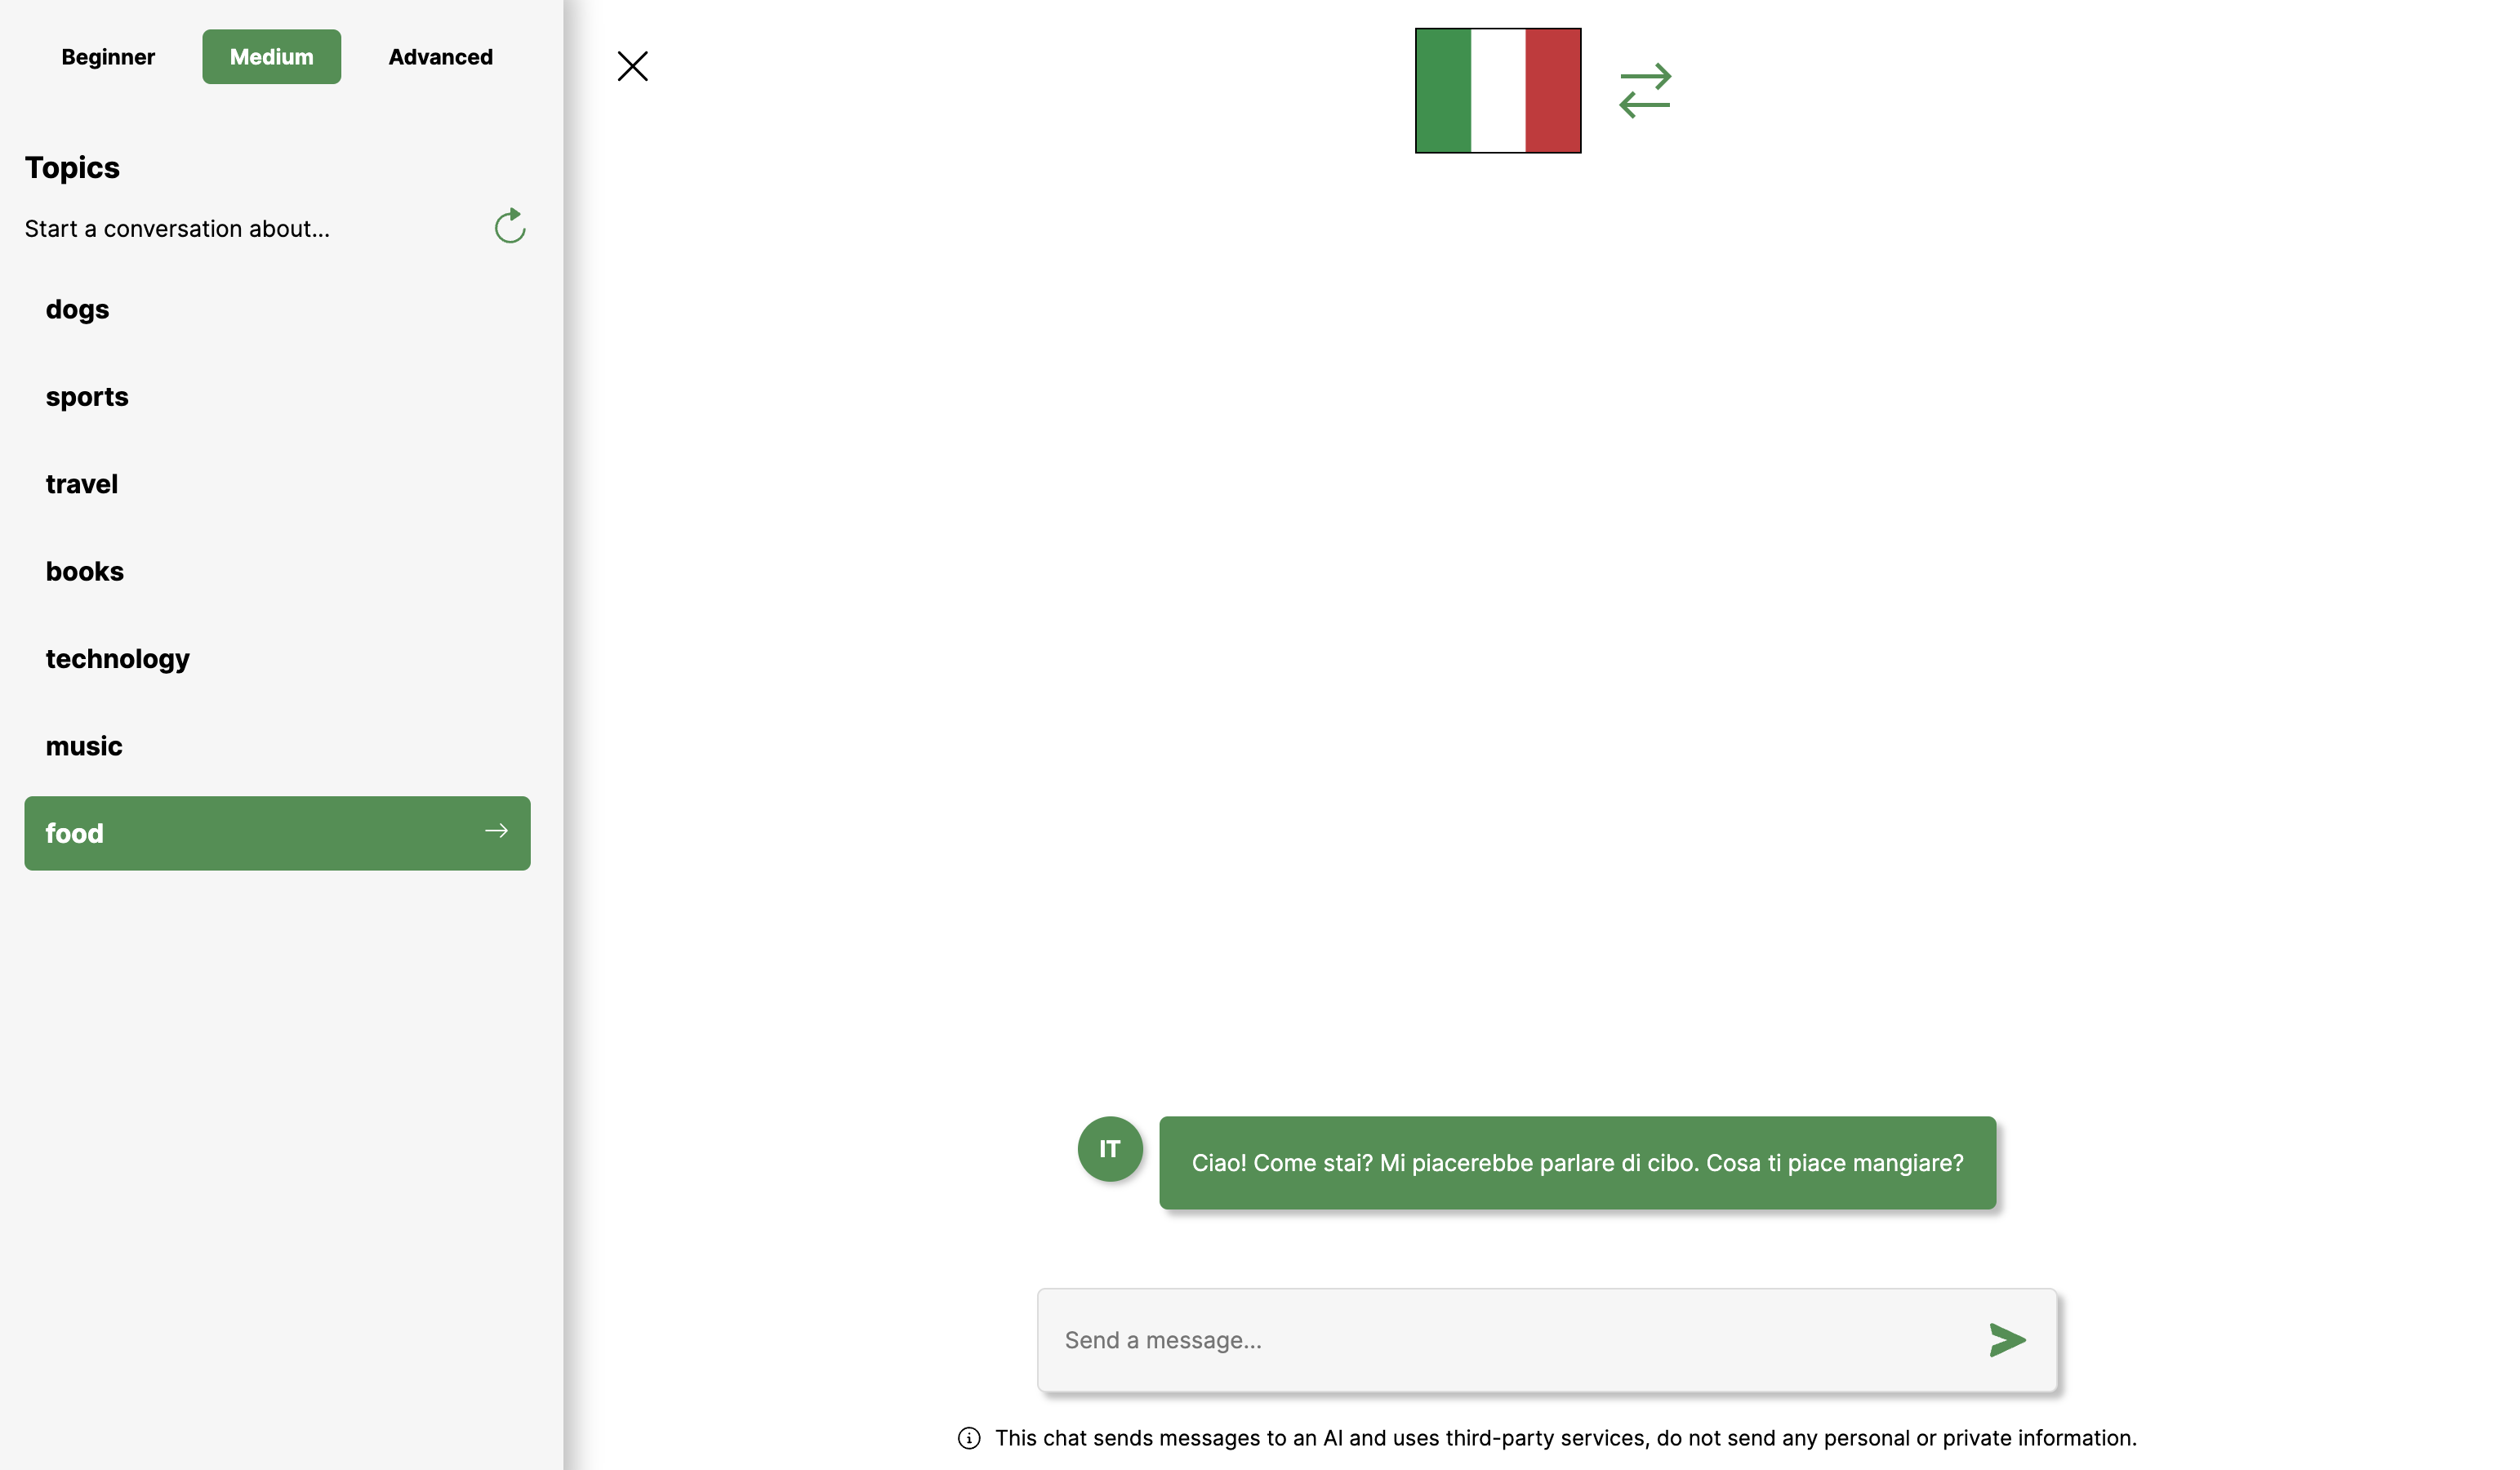 Beginner Medium Advanced
Topics
Start a conversation about...
dogs
sports
travel
books
technology
music
food
IT
Ciao! Come stai? Mi piacerebbe parlare di cibo. Cosa ti piace mangiare?
Send a message...
This chat sends messages to an AI and uses third-party services, do not send any personal or private information.